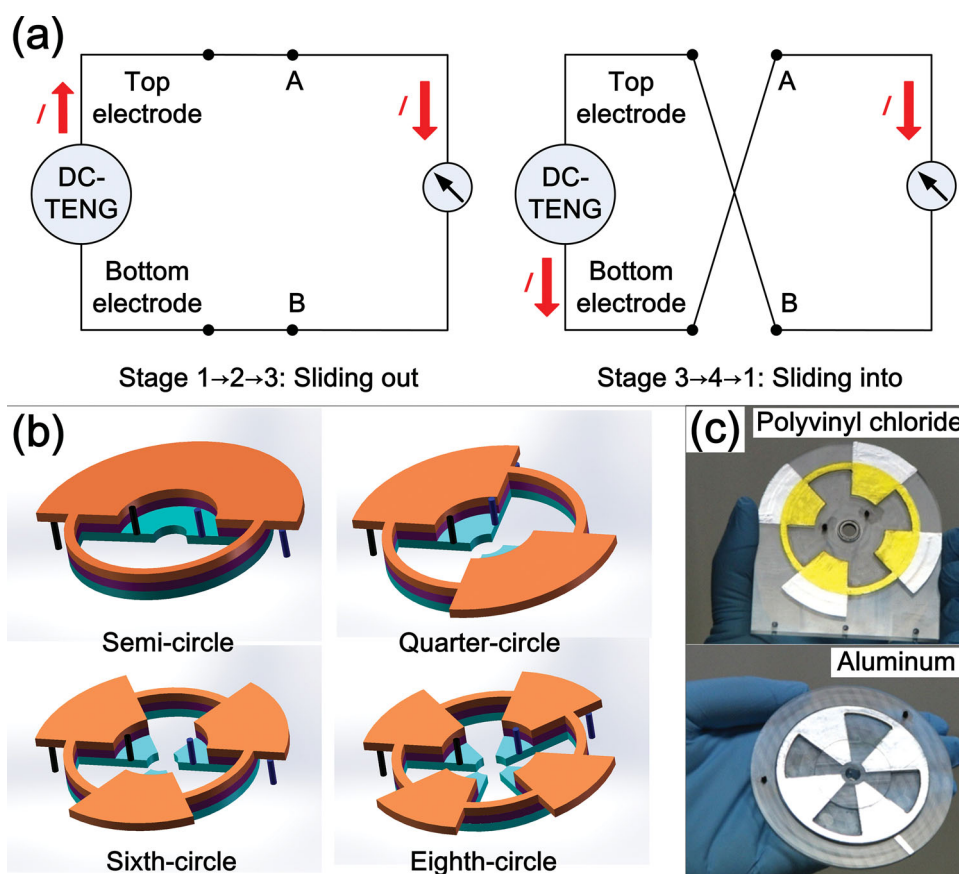 (a)
Top
electrode
A
I
I
DC-
TENG
Bottom
electrode
B
Stage 1→2→3: Sliding out
Top
electrode
A
I
DC-
TENG
I
Bottom
electrode
B
Stage 3→4→1: Sliding into
(b)
Semi-circle
Quarter-circle
Sixth-circle
Eighth-circle
(c)
Polyvinyl chloride
Aluminum